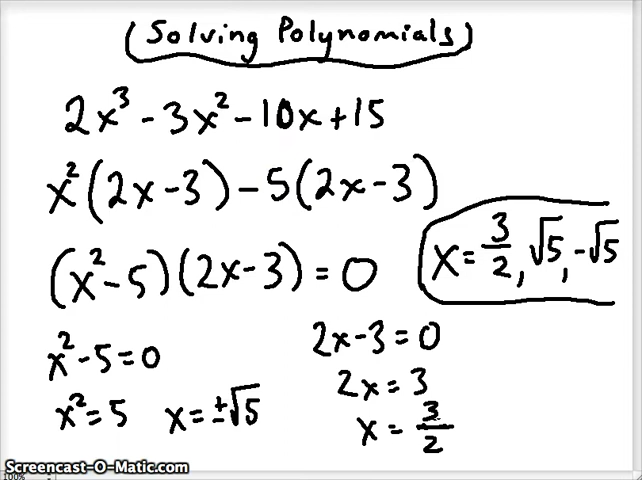 (Solving Polynomials)
2x³ - 3x² - 10x + 15
x²(2x - 3) - 5(2x - 3)
(x² - 5)(2x - 3) = 0
x = 3/2, √5, -√5
x² - 5 = 0
x² = 5 x = ±√5
2x - 3 = 0
2x = 3
x = 3/2
Screencast-O-Matic.com
100%